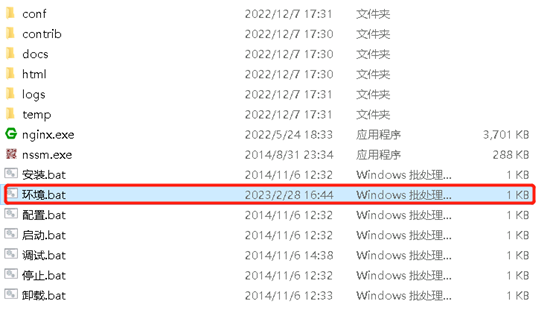 conf 2022/12/7 17:31 文件夹
contrib 2022/12/7 17:30 文件夹
docs 2022/12/7 17:30 文件夹
html 2022/12/7 17:30 文件夹
logs 2022/12/7 17:31 文件夹
temp 2022/12/7 17:31 文件夹
nginx.exe 2022/5/24 18:33 应用程序 3,701 KB
nssm.exe 2014/8/31 23:34 应用程序 288 KB
安装.bat 2014/11/6 12:32 Windows 批处理... 1 KB
环境.bat 2023/2/28 16:44 Windows 批处理... 1 KB
配置.bat 2014/11/6 12:32 Windows 批处理... 1 KB
启动.bat 2014/11/6 12:32 Windows 批处理... 1 KB
调试.bat 2014/11/6 14:38 Windows 批处理... 1 KB
停止.bat 2014/11/6 12:32 Windows 批处理... 1 KB
卸载.bat 2014/11/6 12:33 Windows 批处理... 1 KB